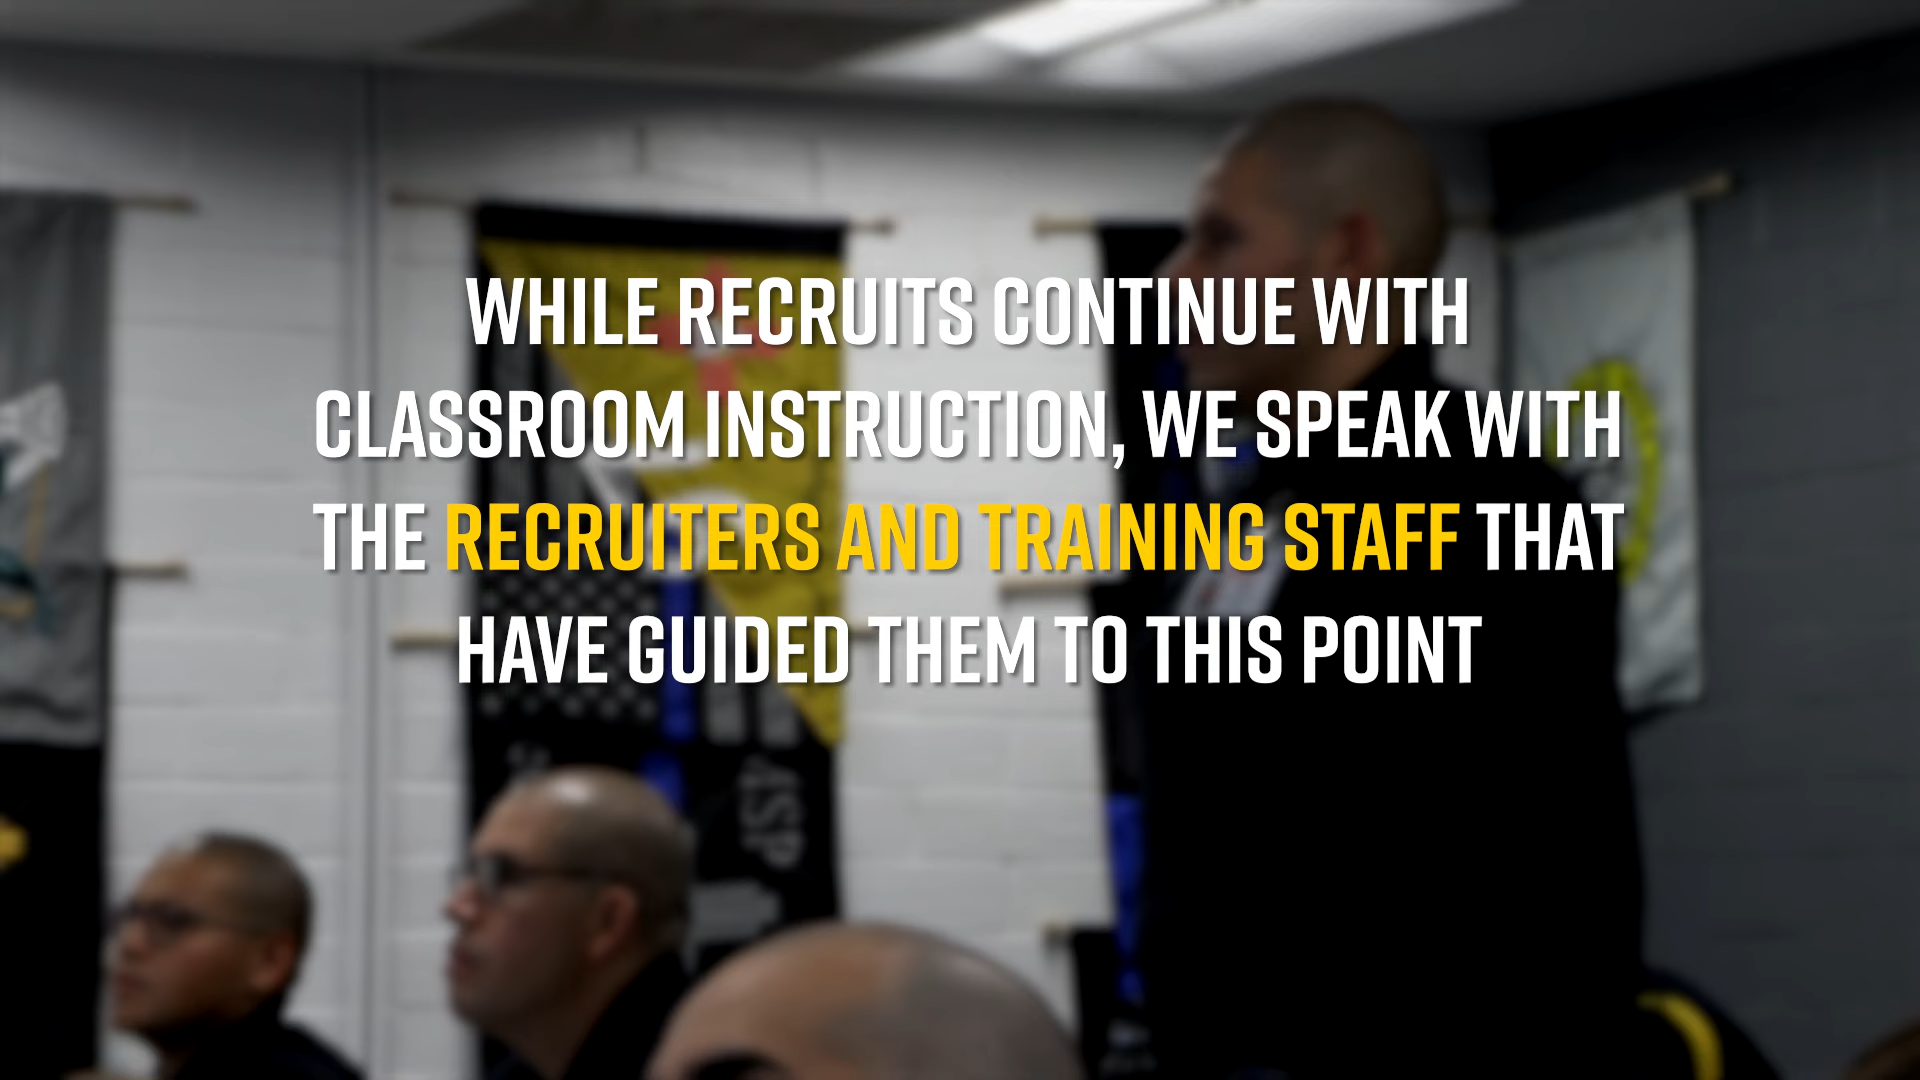 WHILE RECRUITS CONTINUE WITH
CLASSROOM INSTRUCTION, WE SPEAK WITH
THE RECRUITERS AND TRAINING STAFF THAT
HAVE GUIDED THEM TO THIS POINT